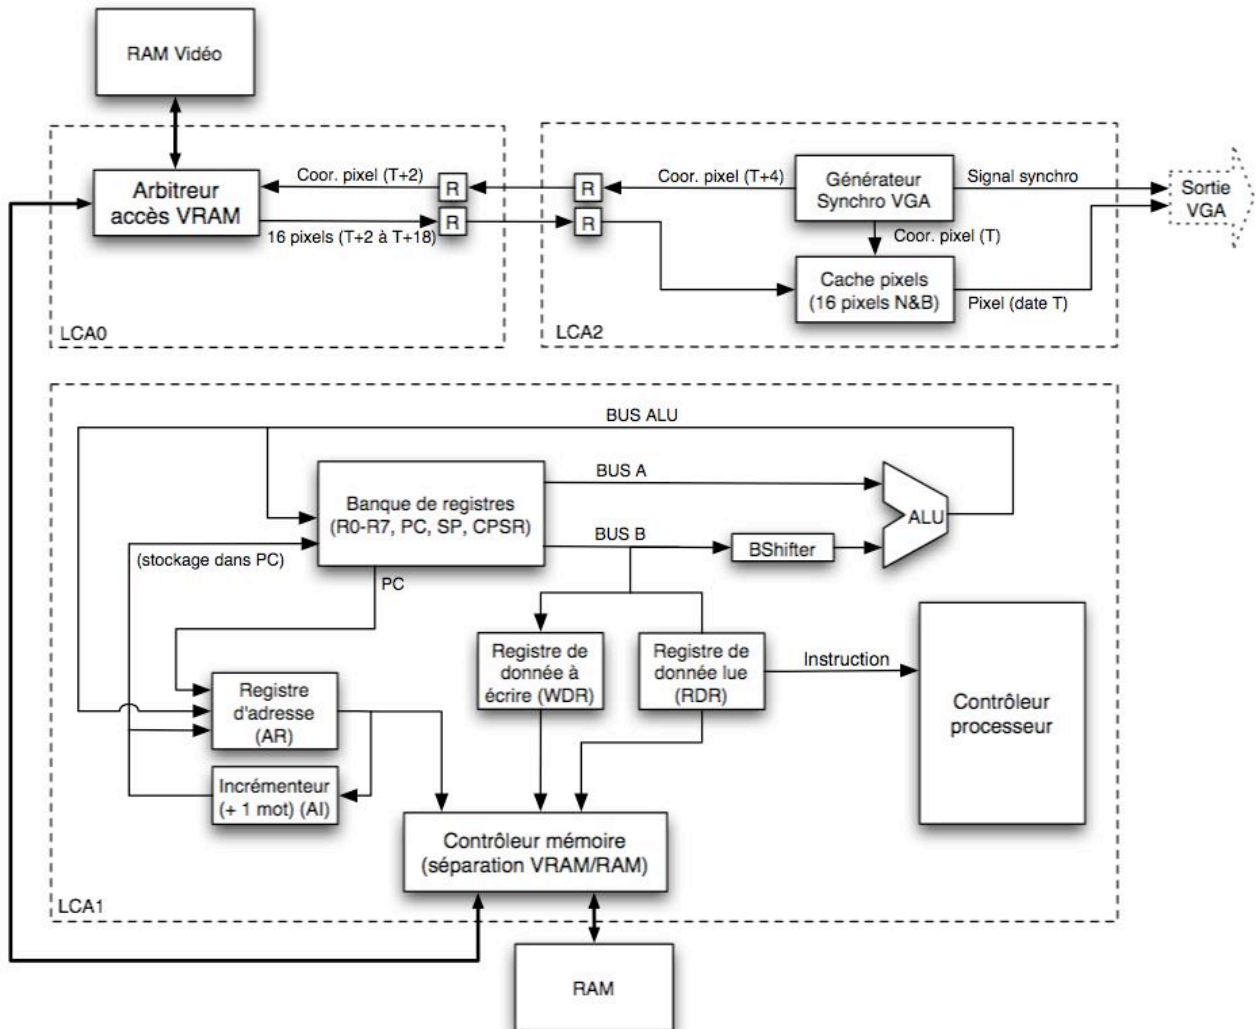 RAM Vidéo
Arbitreur
accès VRAM
Coor. pixel (T+2)
R
R
Coor. pixel (T+4)
Générateur
Synchro VGA
Signal synchro
Sortie
VGA
16 pixels (T+2 à T+18)
R
R
Coor. pixel (T)
Cache pixels
(16 pixels N&B)
Pixel (date T)
LCA0
LCA2
BUS ALU
BUS A
Banque de registres
(R0-R7, PC, SP, CPSR)
ALU
BUS B
BShifter
(stockage dans PC)
PC
Registre de
donnée à
écrire (WDR)
Registre de
donnée lue
(RDR)
Instruction
Contrôleur
processeur
Registre
d'adresse
(AR)
Incrémenteur
(+ 1 mot) (AI)
Contrôleur mémoire
(séparation VRAM/RAM)
LCA1
RAM